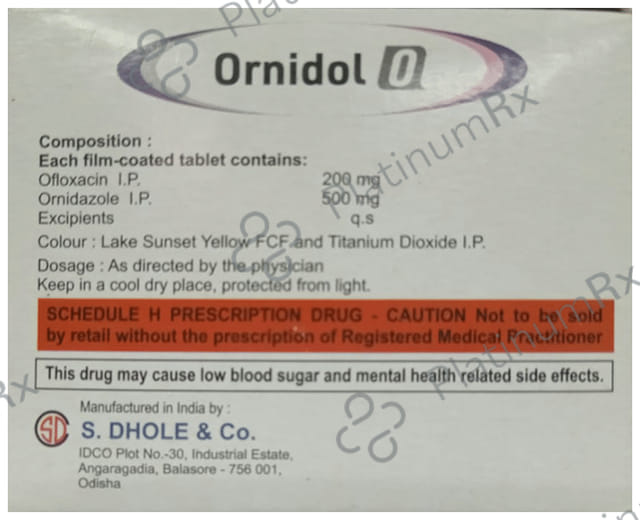 Ornidol O
Composition :
Each film-coated tablet contains:
Ofloxacin I.P. 200 mg
Ornidazole I.P. 500 mg
Excipients q.s
Colour : Lake Sunset Yellow FCF and Titanium Dioxide I.P.
Dosage : As directed by the physician
Keep in a cool dry place, protected from light.
SCHEDULE H PRESCRIPTION DRUG - CAUTION Not to be sold
by retail without the prescription of Registered Medical Practitioner
This drug may cause low blood sugar and mental health related side effects.
Manufactured in India by :
SD
S. DHOLE & Co.
IDCO Plot No.-30, Industrial Estate,
Angaragadia, Balasore - 756 001,
Odisha
PlatinumRx
PlatinumRx
PlatinumRx
Rx